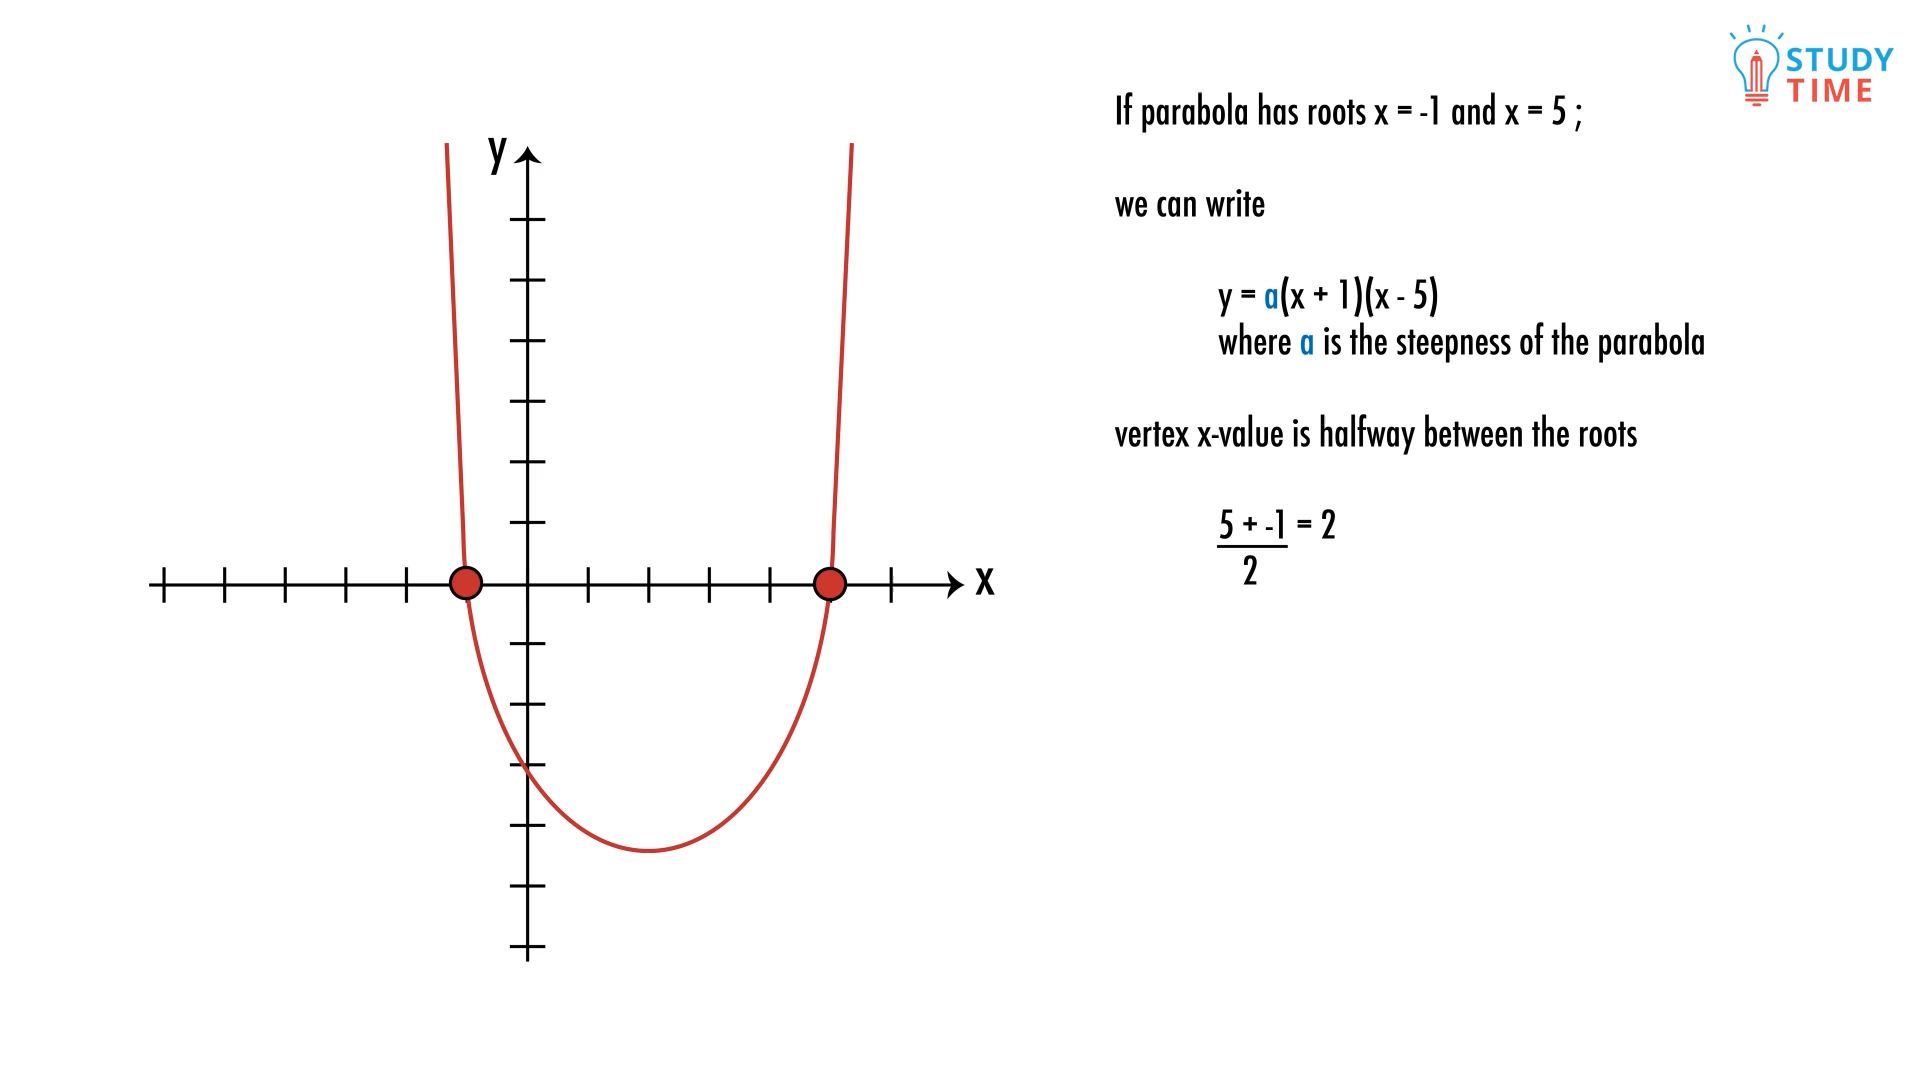 STUDY
TIME
If parabola has roots x = -1 and x = 5 ;
we can write
y = a(x + 1)(x - 5)
where a is the steepness of the parabola
vertex x-value is halfway between the roots
5 + -1 = 2
2
y
x